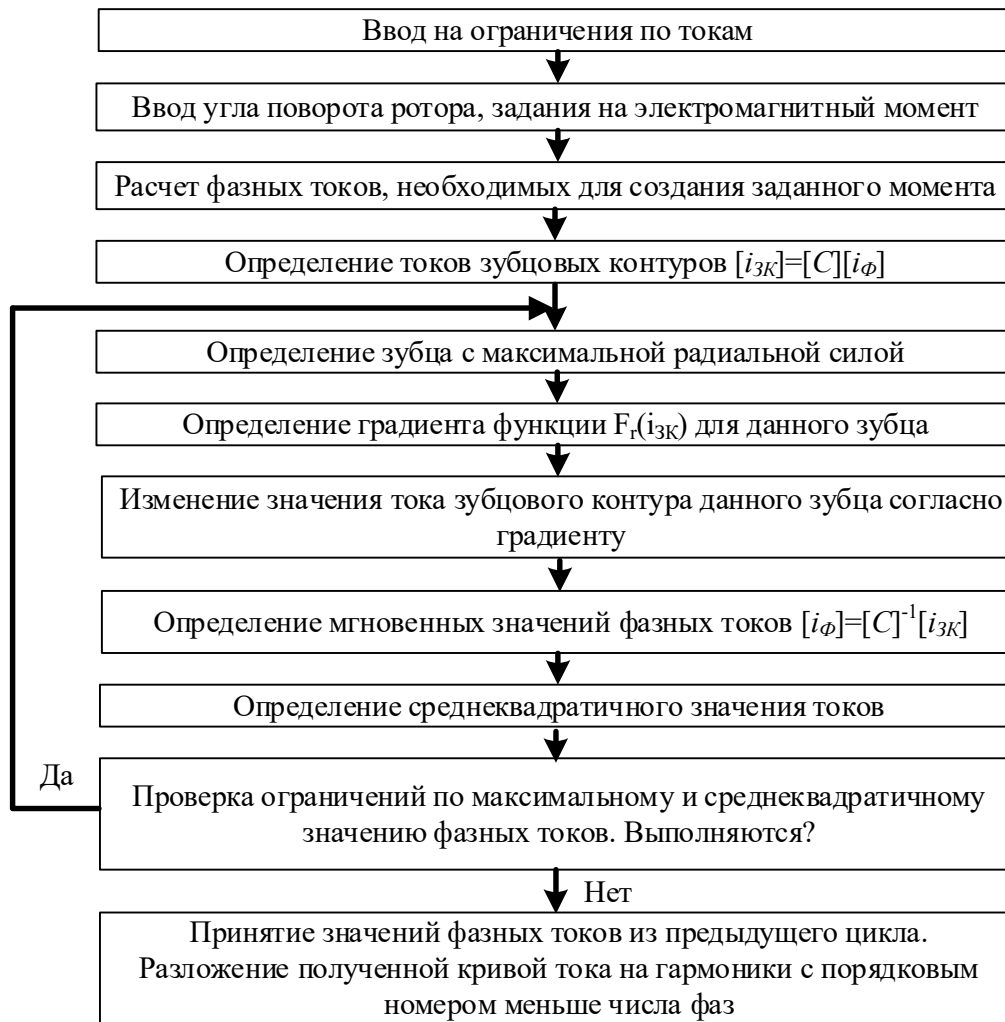 Ввод на ограничения по токам
Ввод угла поворота ротора, задания на электромагнитный момент
Расчет фазных токов, необходимых для создания заданного момента
Определение токов зубцовых контуров [iЗК]=[C][iФ]
Определение зубца с максимальной радиальной силой
Определение градиента функции Fr(iЗК) для данного зубца
Изменение значения тока зубцового контура данного зубца согласно
градиенту
Определение мгновенных значений фазных токов [iФ]=[C]-1[iЗК]
Определение среднеквадратичного значения токов
Да
Проверка ограничений по максимальному и среднеквадратичному
значению фазных токов. Выполняются?
Нет
Принятие значений фазных токов из предыдущего цикла.
Разложение полученной кривой тока на гармоники с порядковым
номером меньше числа фаз